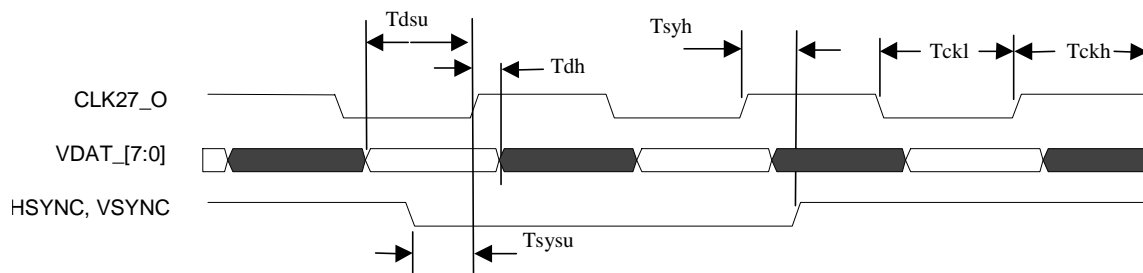 Tdsu
Tsyh
Tdh
Tckl
Tckh
CLK27_O
VDAT_[7:0]
HSYNC, VSYNC
Tsysu